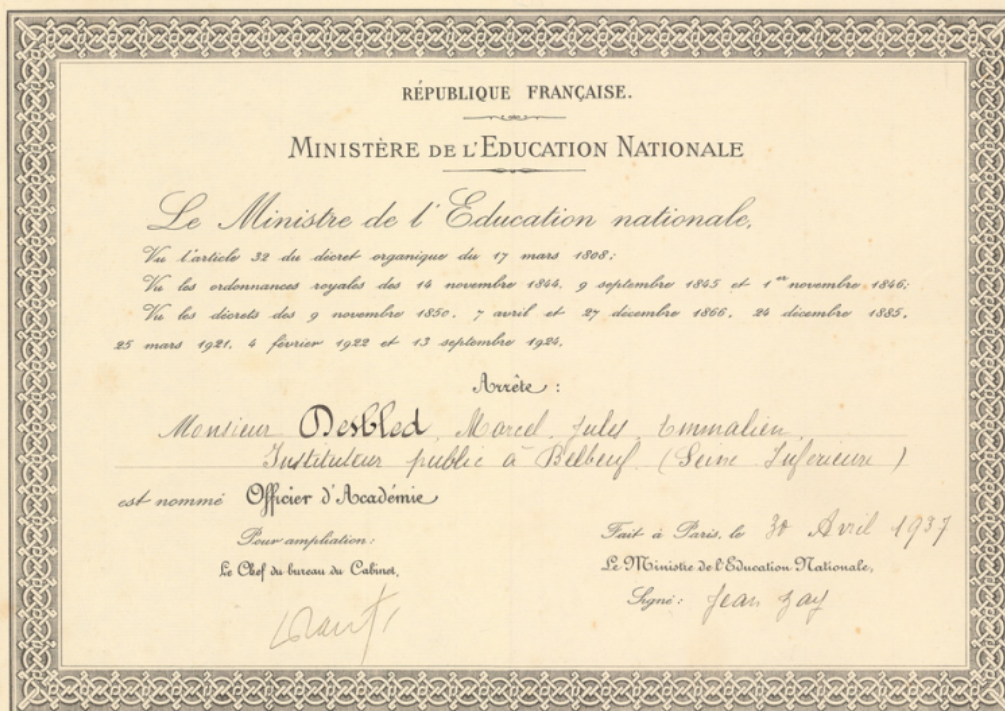 RÉPUBLIQUE FRANÇAISE.
MINISTÈRE DE L'EDUCATION NATIONALE
Le Ministre de l'Education nationale,
Vu l'article 32 du décret organique du 17 mars 1808;
Vu les ordonnances royales des 14 novembre 1844, 9 septembre 1845 et 1er novembre 1846;
Vu les décrets des 9 novembre 1850, 7 avril et 27 décembre 1866, 24 décembre 1885,
25 mars 1921, 4 février 1922 et 13 septembre 1924,
Arrête :
Monsieur Desbled, Marcel, Jules, Emmalien,
Instituteur public à Belbeuf (Seine Inférieure)
est nommé Officier d'Académie
Pour ampliation:
Le Chef du bureau du Cabinet,
Fait à Paris, le 30 Avril 1937
Le Ministre de l'Education Nationale,
Signé: Jean Zay